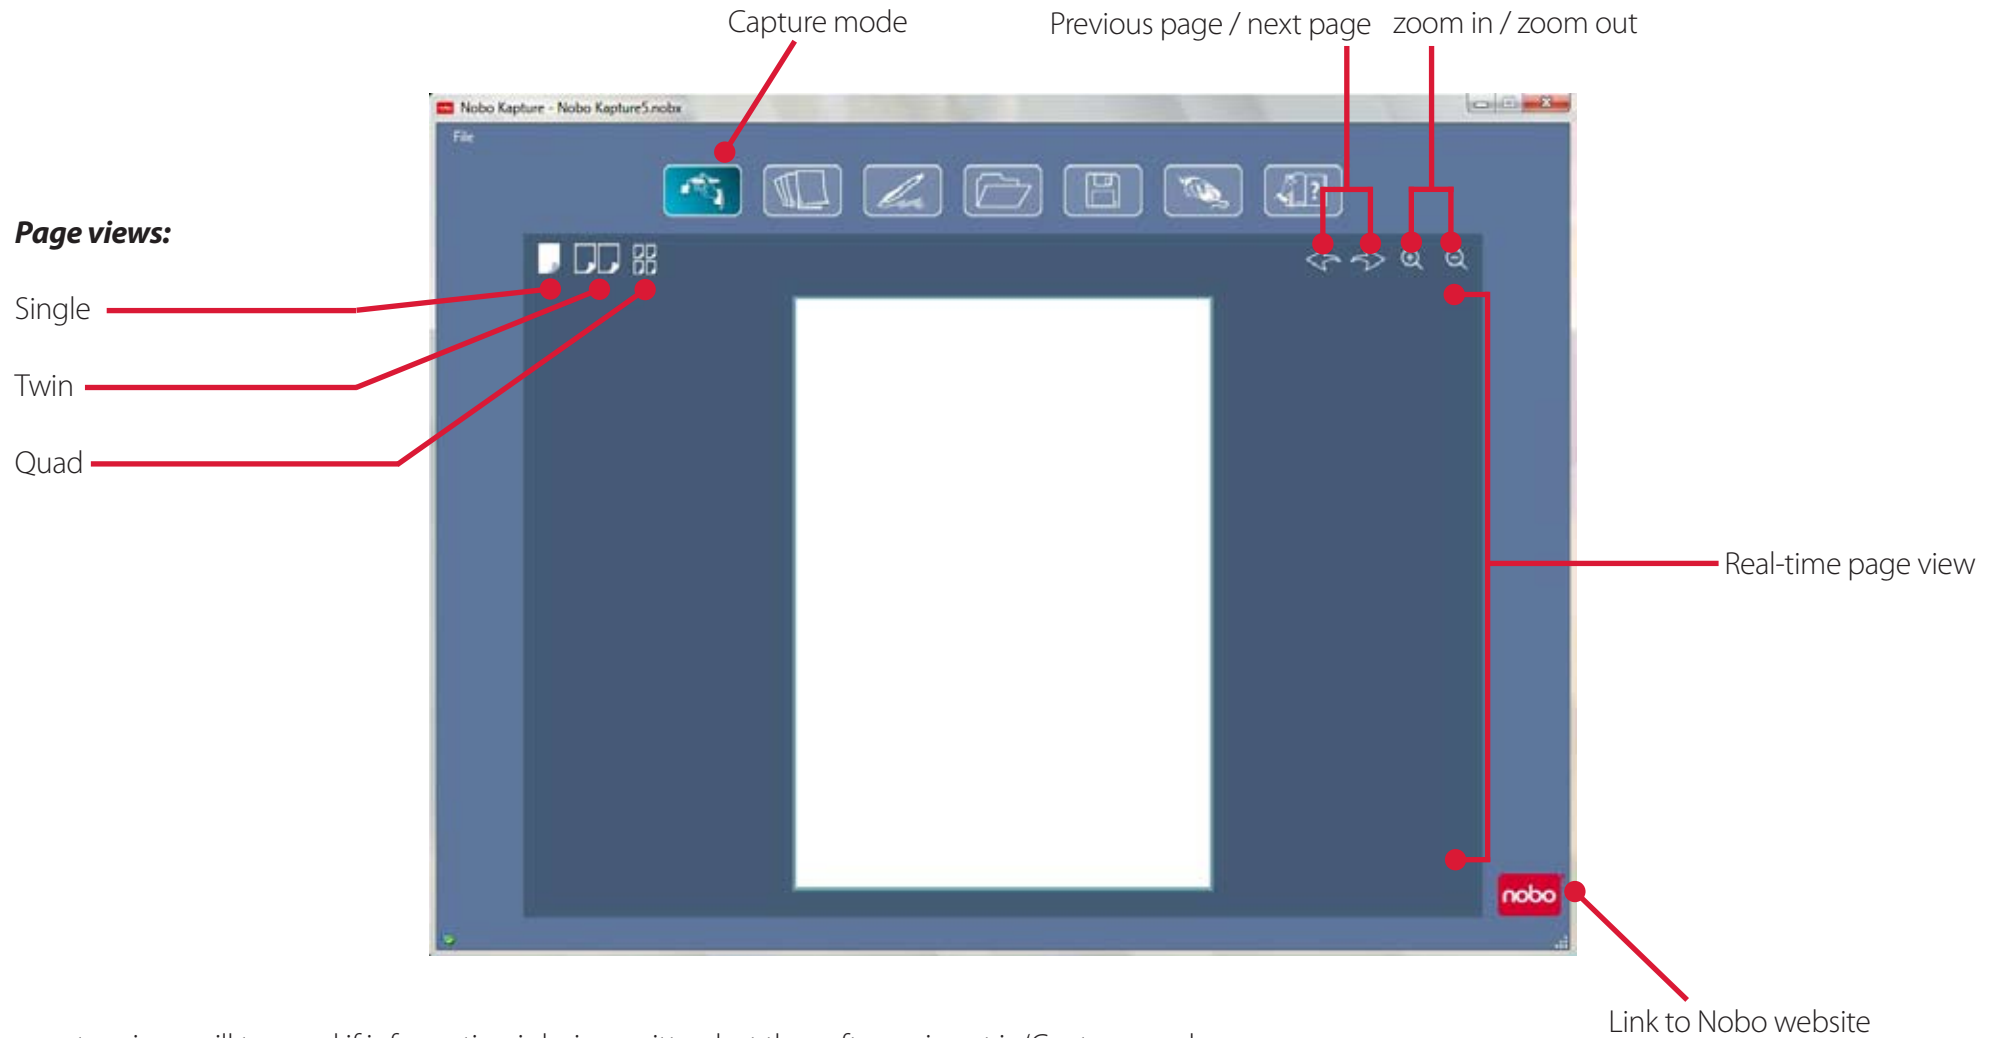 Capture mode
Previous page / next page
zoom in / zoom out
Nobo Kapture - Nobo Kapture5.nobx
File
Page views:
Single
Twin
Quad
Real-time page view
nobo
Link to Nobo website